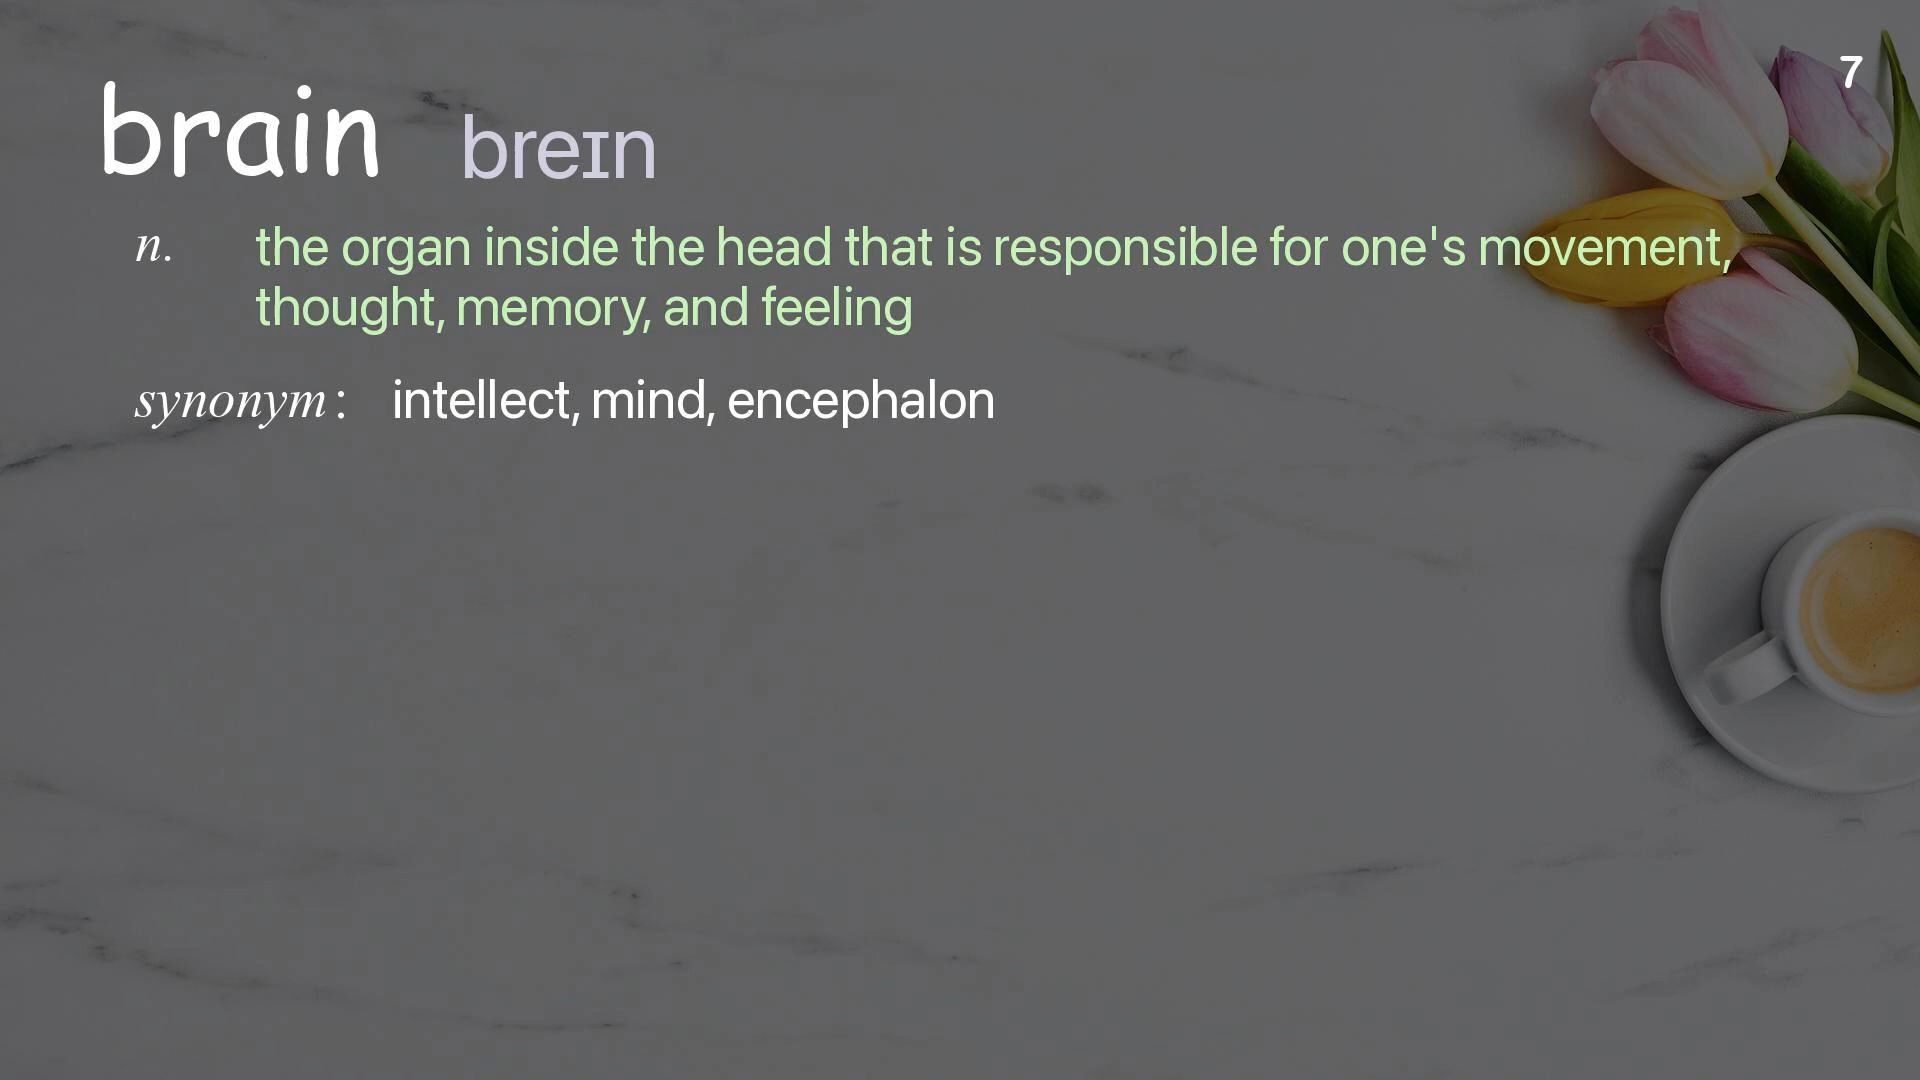 7
brain breɪn
n. the organ inside the head that is responsible for one's movement,
thought, memory, and feeling
synonym: intellect, mind, encephalon